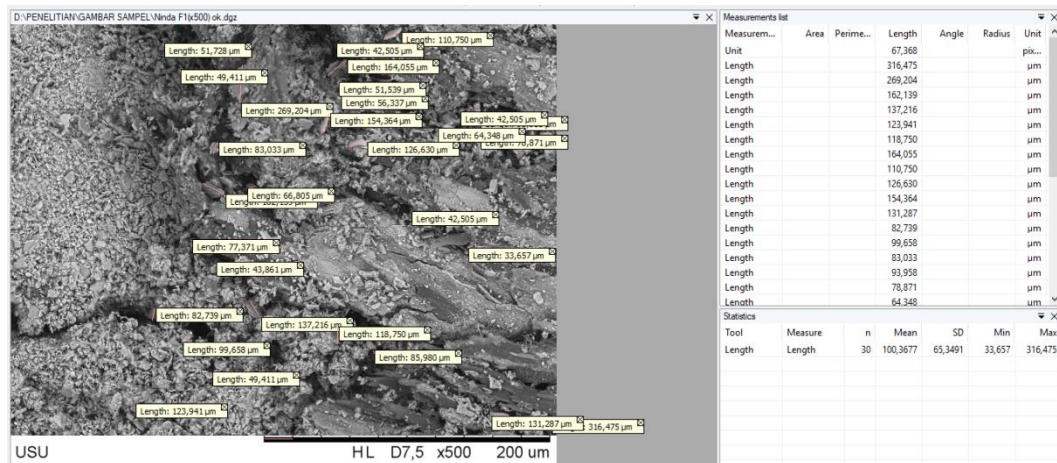 D:\PENELITIAN\GAMBAR SAMPEL\Ninda F1(x500) ok.dgz
Length: 110,750 µm
Length: 51,728 µm
Length: 42,505 µm
Length: 164,055 µm
Length: 49,411 µm
Length: 51,539 µm
Length: 56,337 µm
Length: 269,204 µm
Length: 154,364 µm
Length: 42,505 µm
Length: 64,348 µm
78,871 µm
Length: 83,033 µm
Length: 126,630 µm
Length: 66,805 µm
Length: 42,505 µm
Length: 77,371 µm
Length: 33,657 µm
Length: 43,861 µm
Length: 82,739 µm
Length: 137,216 µm
Length: 118,750 µm
Length: 99,658 µm
Length: 85,980 µm
Length: 49,411 µm
Length: 123,941 µm
Length: 131,287 µm
316,475 µm
USU HL D7,5 x500 200 um
Measurements list
Measurem... Area Perime... Length Angle Radius Unit
Unit 67,368 pix...
Length 316,475 µm
Length 269,204 µm
Length 162,139 µm
Length 137,216 µm
Length 123,941 µm
Length 118,750 µm
Length 164,055 µm
Length 110,750 µm
Length 126,630 µm
Length 154,364 µm
Length 131,287 µm
Length 82,739 µm
Length 99,658 µm
Length 83,033 µm
Length 93,958 µm
Length 78,871 µm
Length 64,348 µm
Statistics
Tool Measure n Mean SD Min Max
Length Length 30 100,3677 65,3491 33,657 316,475